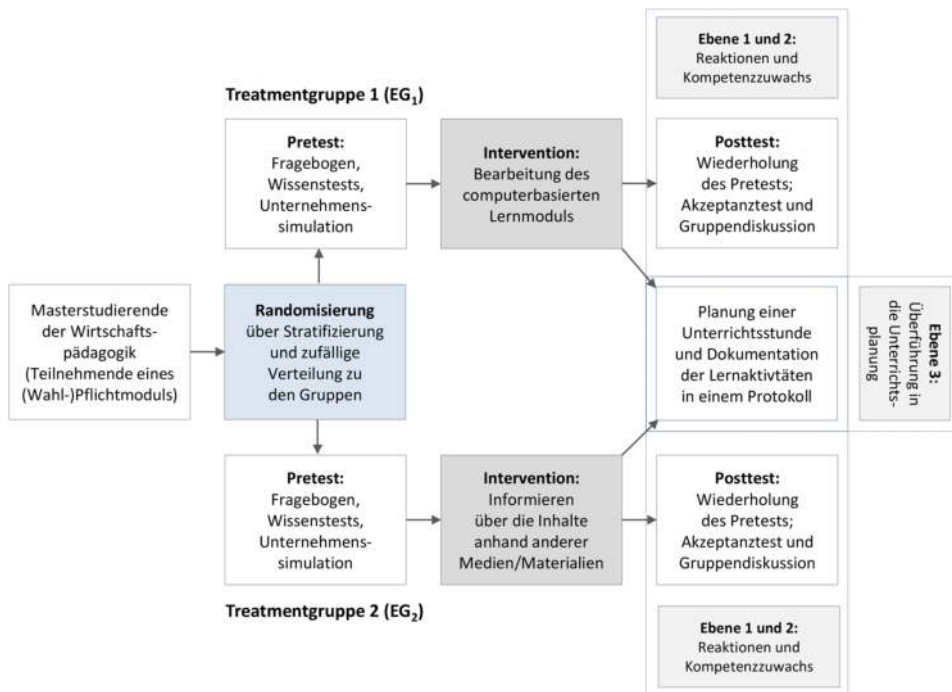 Ebene 1 und 2:
Reaktionen und
Kompetenzzuwachs
Treatmentgruppe 1 (EG1)
Pretest:
Fragebogen,
Wissenstests,
Unternehmens-
simulation
Intervention:
Bearbeitung des
computerbasierten
Lernmoduls
Posttest:
Wiederholung
des Pretests;
Akzeptanztest und
Gruppendiskussion
Masterstudierende
der Wirtschafts-
pädagogik
(Teilnehmende eines
(Wahl-)Pflichtmoduls)
Randomisierung
über Stratifizierung
und zufällige
Verteilung zu
den Gruppen
Planung einer
Unterrichtsstunde
und Dokumentation
der Lernaktivtäten
in einem Protokoll
Ebene 3:
Überführung in
die Unterrichts-
planung
Pretest:
Fragebogen,
Wissenstests,
Unternehmens-
simulation
Intervention:
Informieren
über die Inhalte
anhand anderer
Medien/Materialien
Posttest:
Wiederholung
des Pretests;
Akzeptanztest und
Gruppendiskussion
Treatmentgruppe 2 (EG2)
Ebene 1 und 2:
Reaktionen und
Kompetenzzuwachs